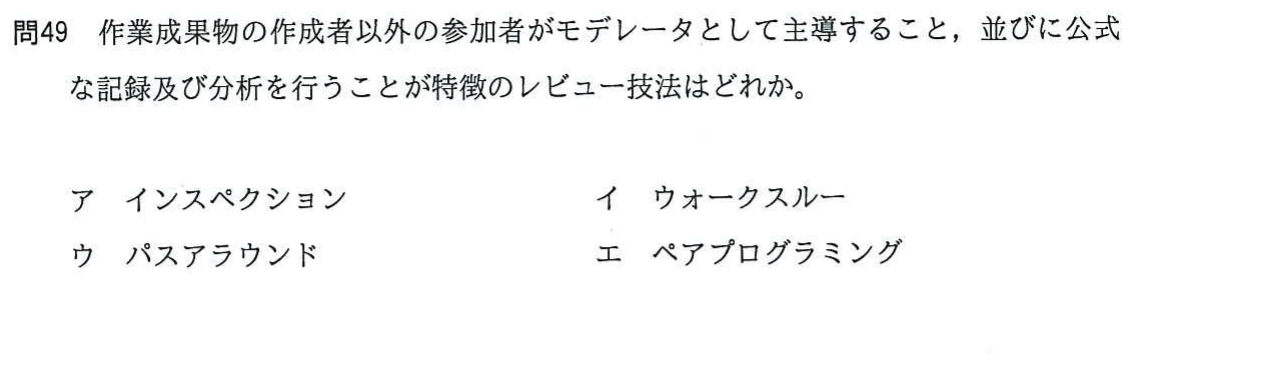 問49　作業成果物の作成者以外の参加者がモデレータとして主導すること，並びに公式
な記録及び分析を行うことが特徴のレビュー技法はどれか。
ア　インスペクション　　イ　ウォークスルー
ウ　パスアラウンド　　エ　ペアプログラミング